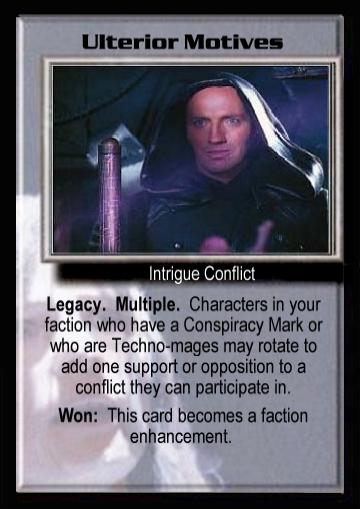 Ulterior Motives
Intrigue Conflict
Legacy. Multiple. Characters in your
faction who have a Conspiracy Mark or
who are Techno-mages may rotate to
add one support or opposition to a
conflict they can participate in.
Won: This card becomes a faction
enhancement.